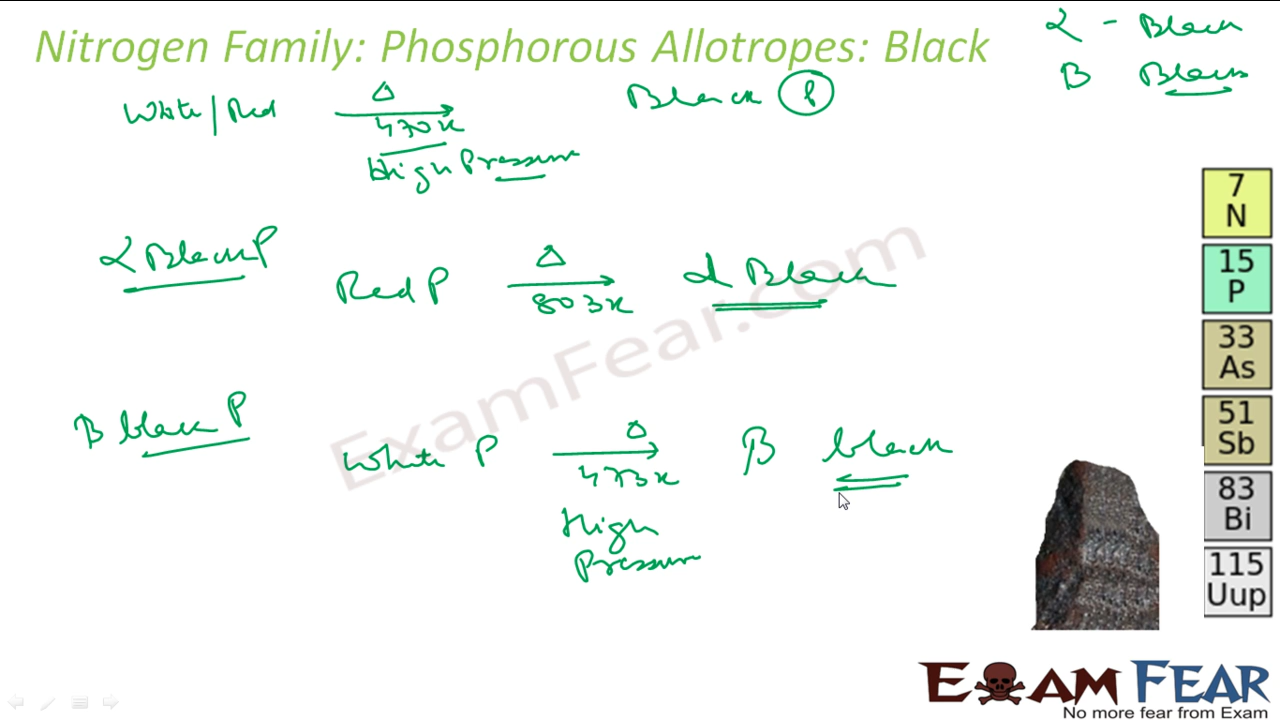 Nitrogen Family: Phosphorous Allotropes: Black
α - Black
β Black
White/Red Δ 470K High Pressure Black P
α Black P
Red P Δ 803K α Black
β black P
White P Δ 473K β black
High
Pressure
7
N
15
P
33
As
51
Sb
83
Bi
115
Uup
ExamFear.com
EXAM FEAR
No more fear from Exam